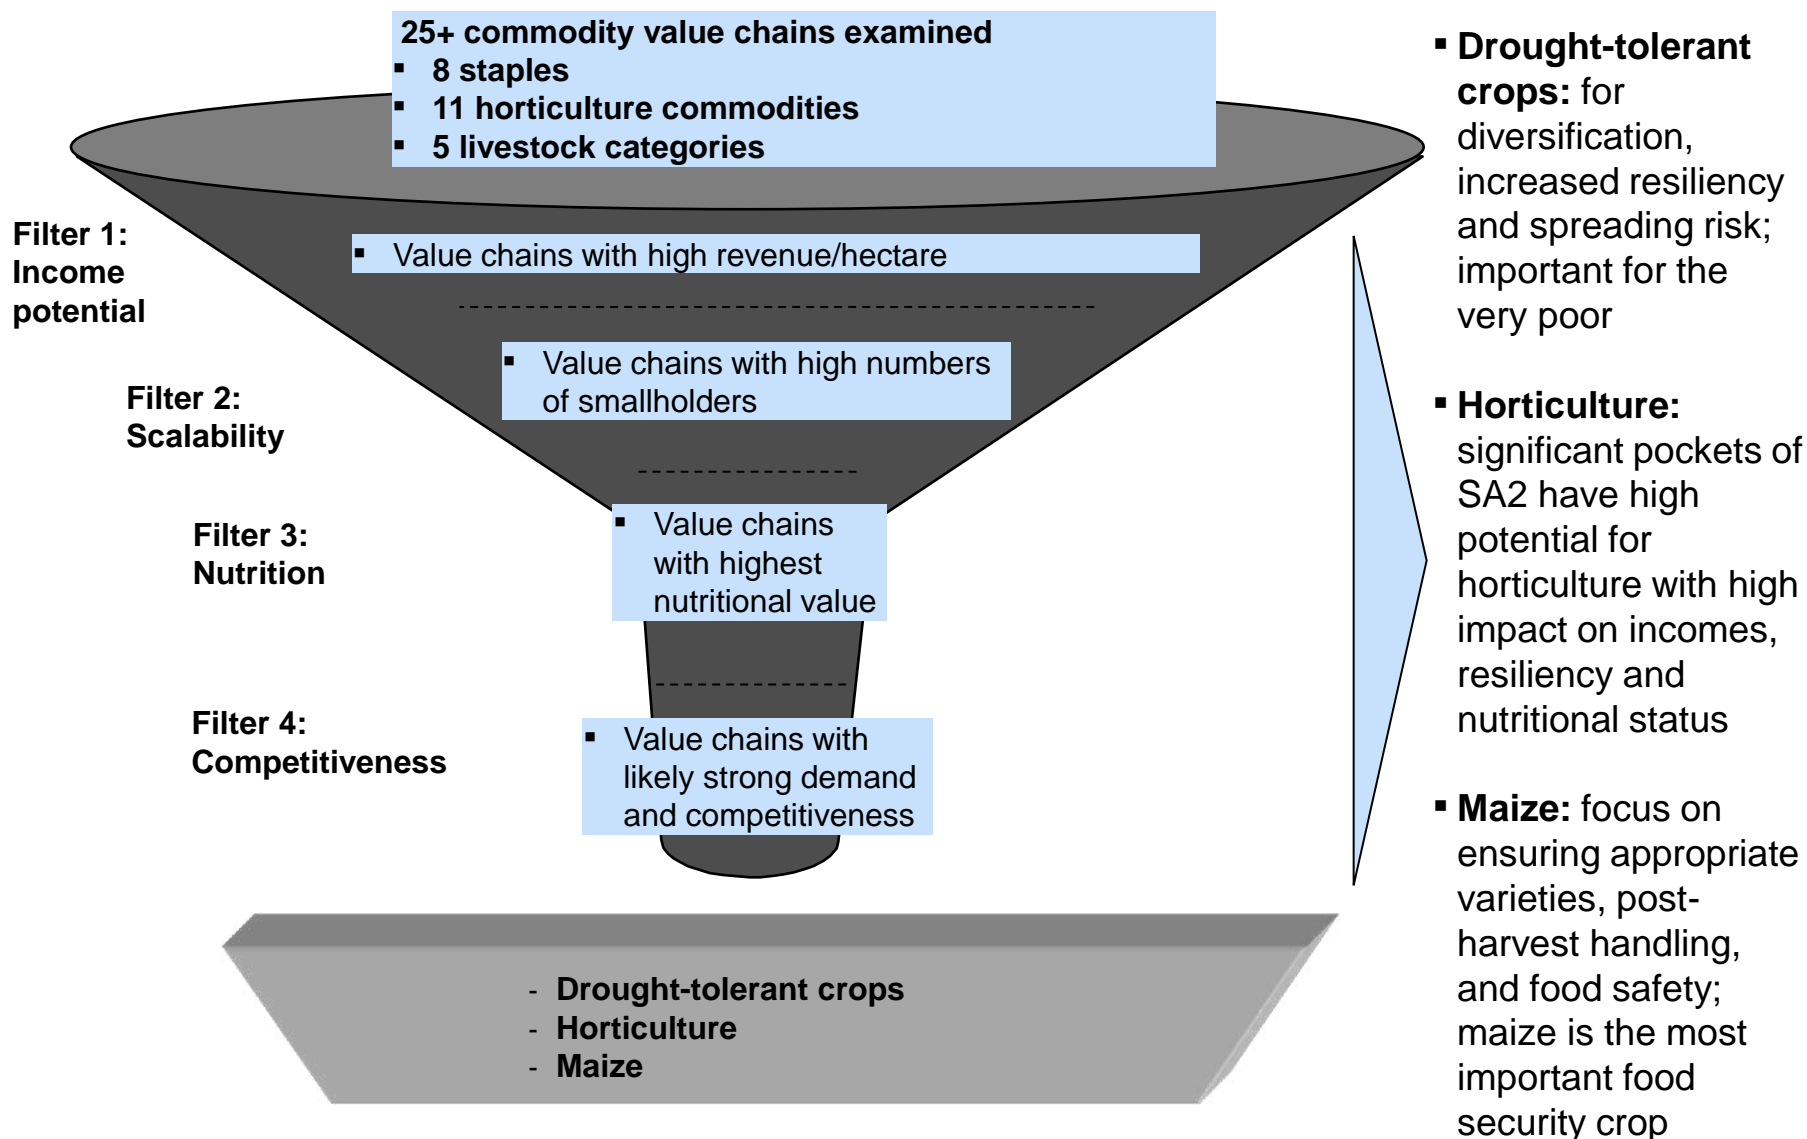 25+ commodity value chains examined
▪ 8 staples
▪ 11 horticulture commodities
▪ 5 livestock categories
Filter 1:
Income
potential
▪ Value chains with high revenue/hectare
Filter 2:
Scalability
▪ Value chains with high numbers
of smallholders
Filter 3:
Nutrition
▪ Value chains
with highest
nutritional value
Filter 4:
Competitiveness
▪ Value chains with
likely strong demand
and competitiveness
- Drought-tolerant crops
- Horticulture
- Maize
▪ Drought-tolerant
crops: for
diversification,
increased resiliency
and spreading risk;
important for the
very poor
▪ Horticulture:
significant pockets of
SA2 have high
potential for
horticulture with high
impact on incomes,
resiliency and
nutritional status
▪ Maize: focus on
ensuring appropriate
varieties, post-
harvest handling,
and food safety;
maize is the most
important food
security crop